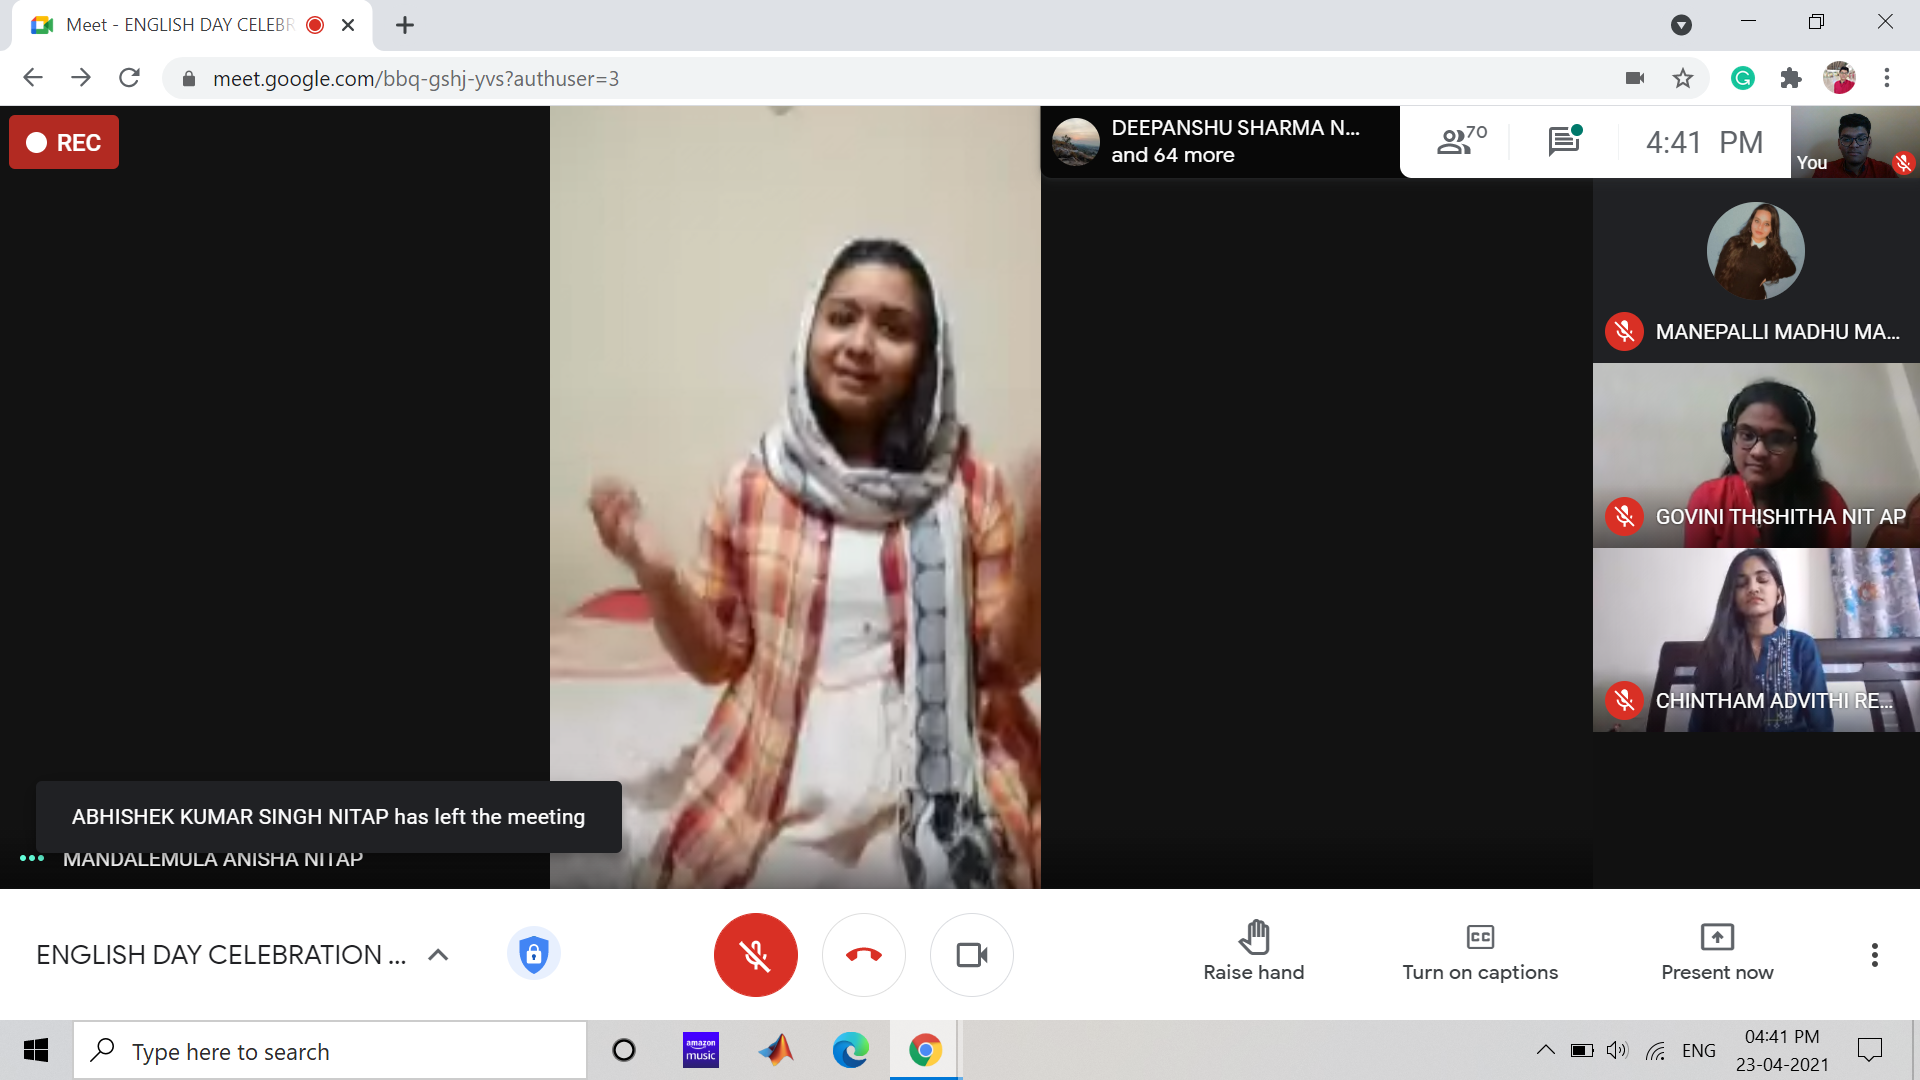 Meet - ENGLISH DAY CELEBR
meet.google.com/bbq-gshj-yvs?authuser=3
REC
DEEPANSHU SHARMA N...
and 64 more
70
4:41 PM
You
MANEPALLI MADHU MA...
GOVINI THISHITHA NIT AP
CHINTHAM ADVITHI RE...
ABHISHEK KUMAR SINGH NITAP has left the meeting
MANDALEMULA ANISHA NITAP
ENGLISH DAY CELEBRATION ...
Raise hand
CC
Turn on captions
Present now
Type here to search
amazon
music
ENG
04:41 PM
23-04-2021